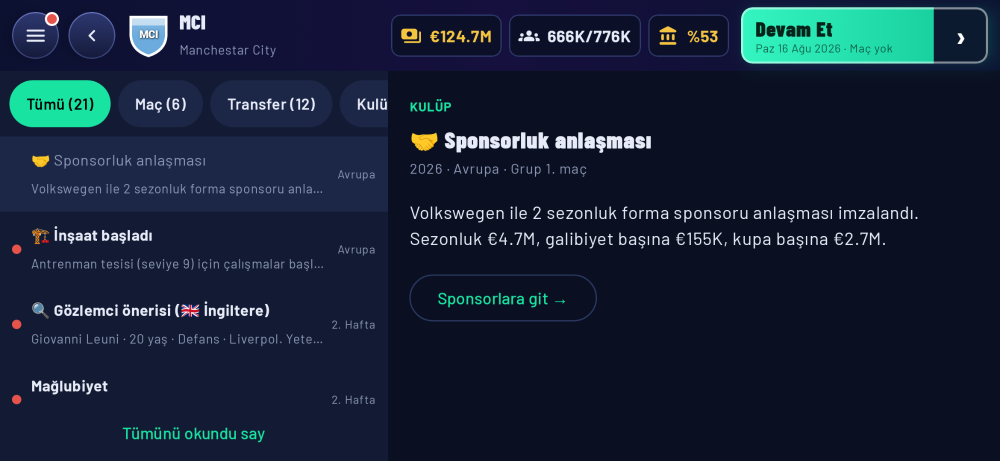 MCI
MCI
Manchestar City
€124.7M
666K/776K
%53
Devam Et
Paz 16 Ağu 2026 · Maç yok
›
Tümü (21)
Maç (6)
Transfer (12)
Kulü
Sponsorluk anlaşması
Volkswegen ile 2 sezonluk forma sponsoru anla...
Avrupa
İnşaat başladı
Antrenman tesisi (seviye 9) için çalışmalar başl...
Avrupa
Gözlemci önerisi (🇬🇧 İngiltere)
Giovanni Leuni · 20 yaş · Defans · Liverpol. Yete...
2. Hafta
Mağlubiyet
2. Hafta
Tümünü okundu say
KULÜP
Sponsorluk anlaşması
2026 · Avrupa · Grup 1. maç
Volkswegen ile 2 sezonluk forma sponsoru anlaşması imzalandı.
Sezonluk €4.7M, galibiyet başına €155K, kupa başına €2.7M.
Sponsorlara git →